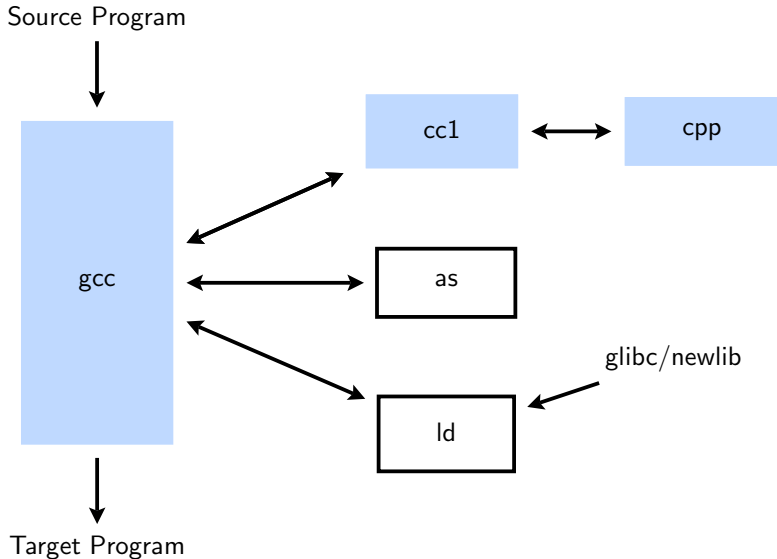 Source Program
cc1
cpp
gcc
as
glibc/newlib
ld
Target Program